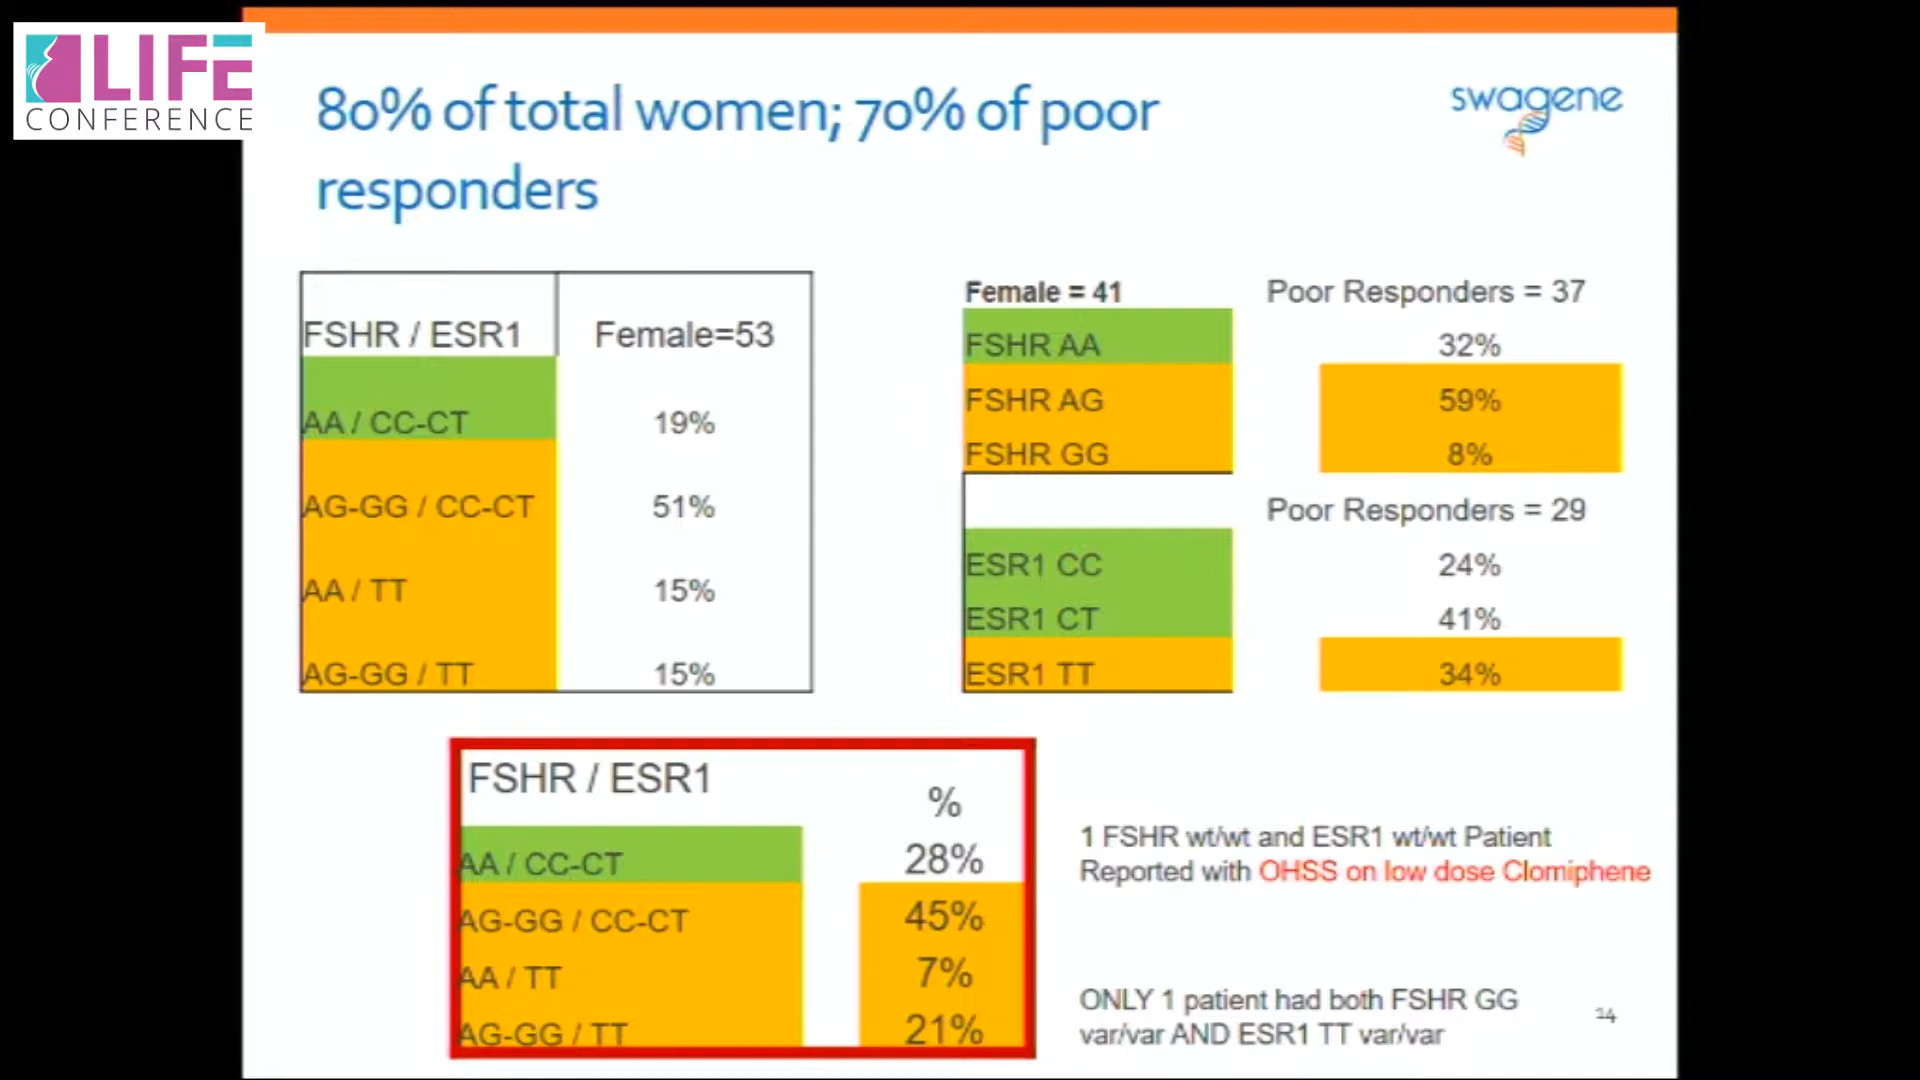 LIFE
CONFERENCE
80% of total women; 70% of poor
responders
swagene
FSHR / ESR1 Female=53
AA / CC-CT 19%
AG-GG / CC-CT 51%
AA / TT 15%
AG-GG / TT 15%
Female = 41 Poor Responders = 37
FSHR AA 32%
FSHR AG 59%
FSHR GG 8%
Poor Responders = 29
ESR1 CC 24%
ESR1 CT 41%
ESR1 TT 34%
FSHR / ESR1 %
AA / CC-CT 28%
AG-GG / CC-CT 45%
AA / TT 7%
AG-GG / TT 21%
1 FSHR wt/wt and ESR1 wt/wt Patient
Reported with OHSS on low dose Clomiphene
ONLY 1 patient had both FSHR GG
var/var AND ESR1 TT var/var
14